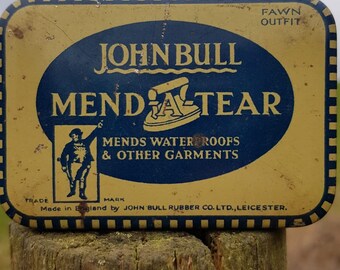 FAWN
OUTFIT
JOHN BULL
MEND A TEAR
MENDS WATERPROOFS
& OTHER GARMENTS
TRADE MARK
Made in England by JOHN BULL RUBBER CO. LTD., LEICESTER.